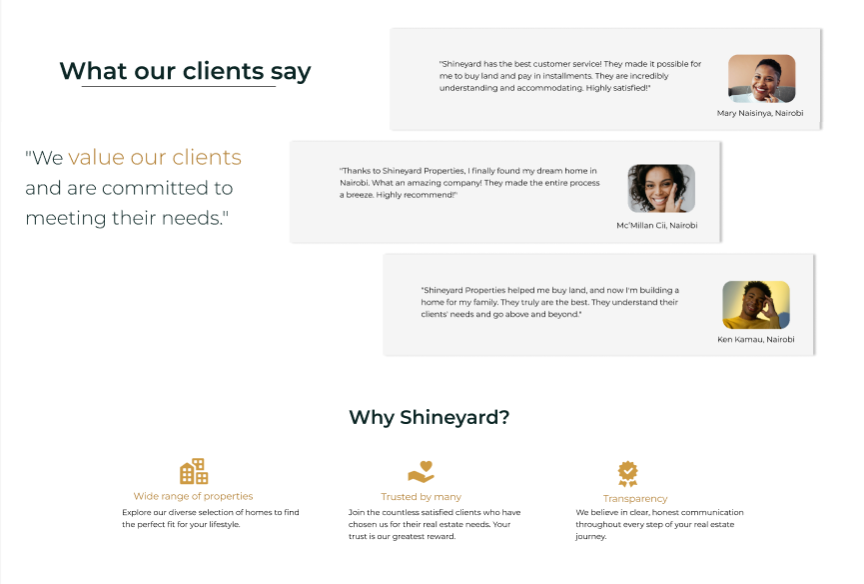 What our clients say
"We value our clients
and are committed to
meeting their needs."
"Shineyard has the best customer service! They made it possible for
me to buy land and pay in installments. They are incredibly
understanding and accommodating. Highly satisfied!"
Mary Naisinya, Nairobi
"Thanks to Shineyard Properties, I finally found my dream home in
Nairobi. What an amazing company! They made the entire process
a breeze. Highly recommend!"
Mc'Millan Cii, Nairobi
"Shineyard Properties helped me buy land, and now I'm building a
home for my family. They truly are the best. They understand their
clients' needs and go above and beyond."
Ken Kamau, Nairobi
Why Shineyard?
Wide range of properties
Explore our diverse selection of homes to find
the perfect fit for your lifestyle.
Trusted by many
Join the countless satisfied clients who have
chosen us for their real estate needs. Your
trust is our greatest reward.
Transparency
We believe in clear, honest communication
throughout every step of your real estate
journey.